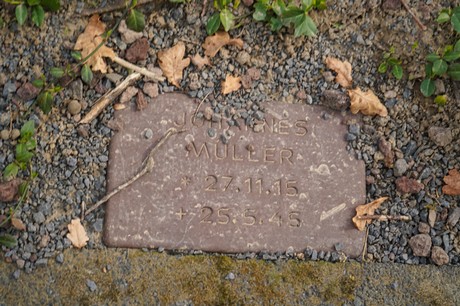 JOHANNES
MÜLLER
* 27.11.15
+ 25.5.45